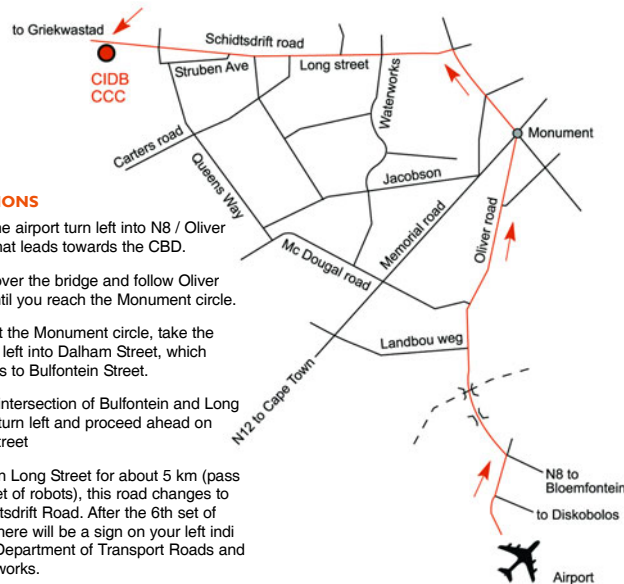 to Griekwastad
Schidtsdrift road
Struben Ave
Long street
CIDB
CCC
Waterworks
Carters road
Queens Way
Jacobson
Monument
Memorial road
Oliver road
Mc Dougal road
Landbou weg
N12 to Cape Town
N8 to
Bloemfontein
to Diskobolos
Airport
IONS
he airport turn left into N8 / Oliver
hat leads towards the CBD.
over the bridge and follow Oliver
ntil you reach the Monument circle.
t the Monument circle, take the
left into Dalham Street, which
s to Bulfontein Street.
intersection of Bulfontein and Long
turn left and proceed ahead on
treet
n Long Street for about 5 km (pass
et of robots), this road changes to
tsdrift Road. After the 6th set of
here will be a sign on your left indi
Department of Transport Roads and
works.